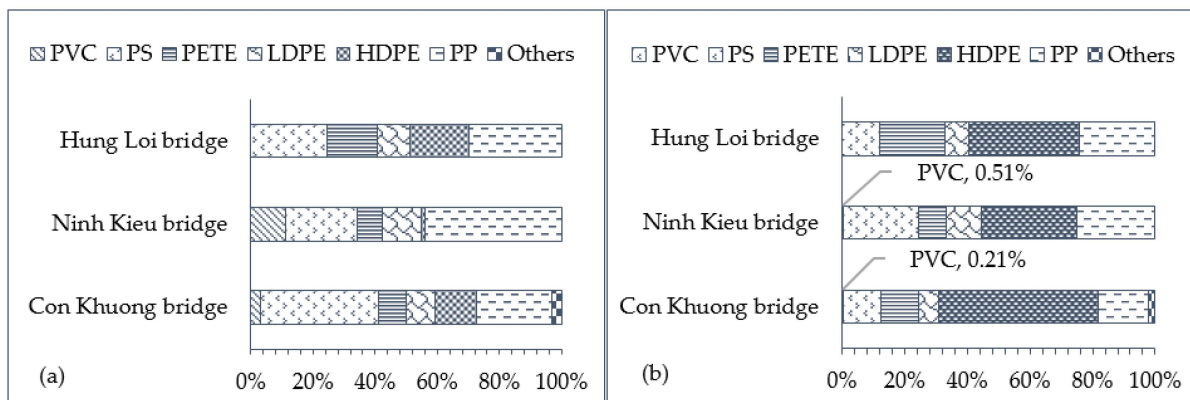 PVC PS PETE LDPE HDPE PP Others
Hung Loi bridge
Ninh Kieu bridge
Con Khuong bridge
(a)
0% 20% 40% 60% 80% 100%
PVC PS PETE LDPE HDPE PP Others
Hung Loi bridge
PVC, 0.51%
Ninh Kieu bridge
PVC, 0.21%
Con Khuong bridge
(b)
0% 20% 40% 60% 80% 100%